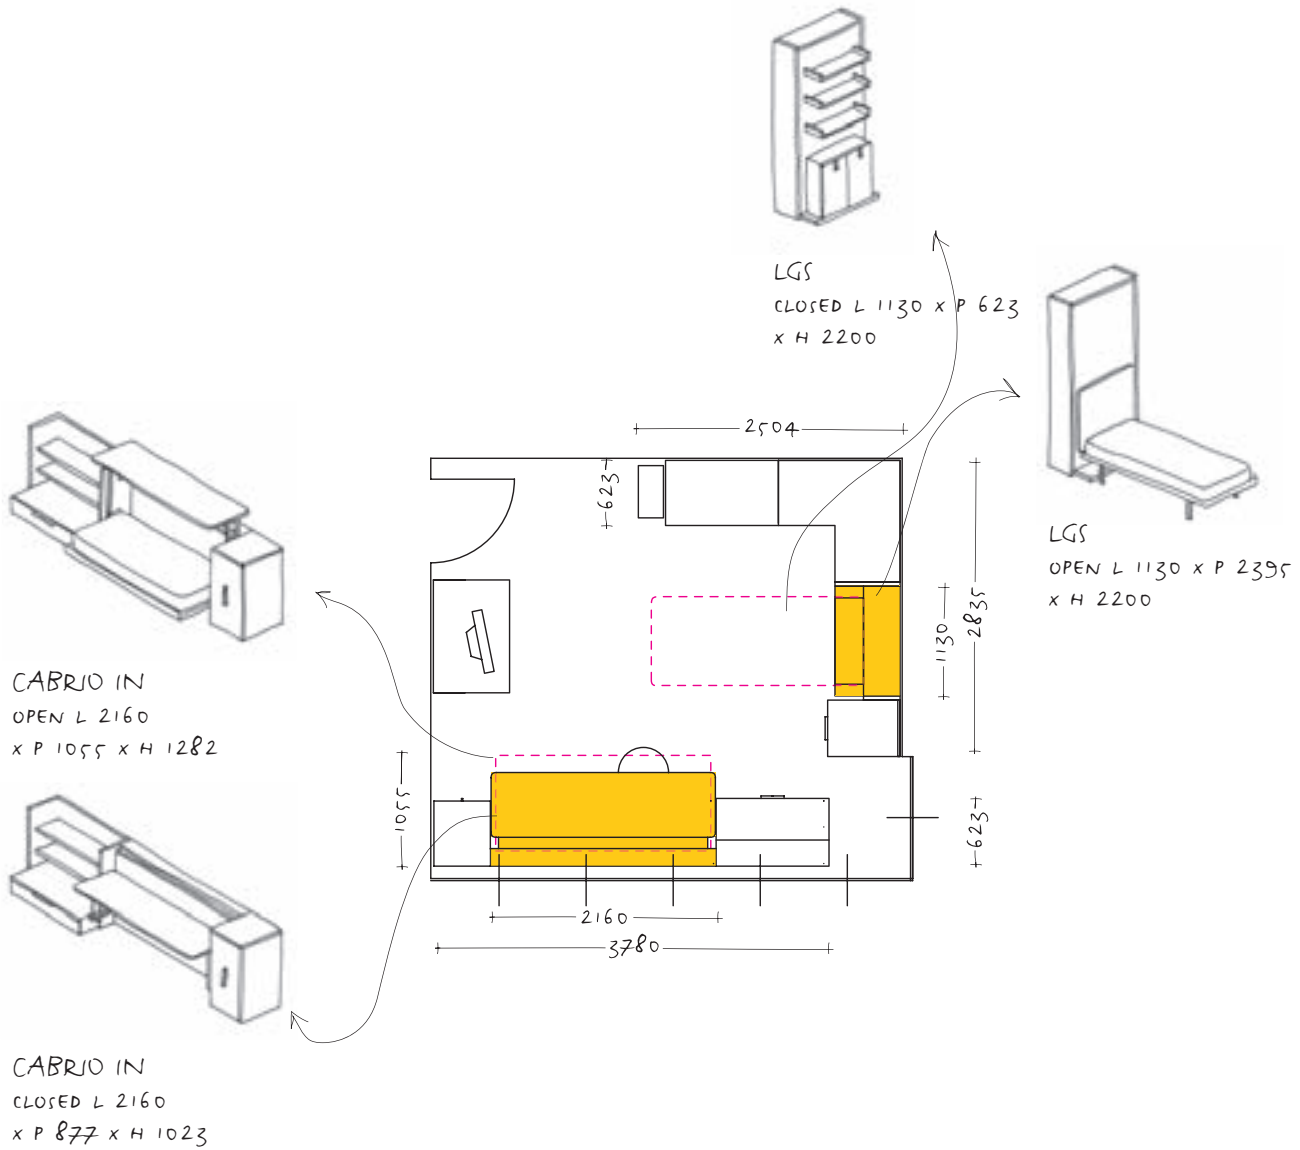 LGS
CLOSED L 1130 x P 623
x H 2200
LGS
OPEN L 1130 x P 2395
x H 2200
2504
623
2835
1130
CABRIO IN
OPEN L 2160
x P 1055 x H 1282
1055
623
2160
3780
CABRIO IN
CLOSED L 2160
x P 877 x H 1023